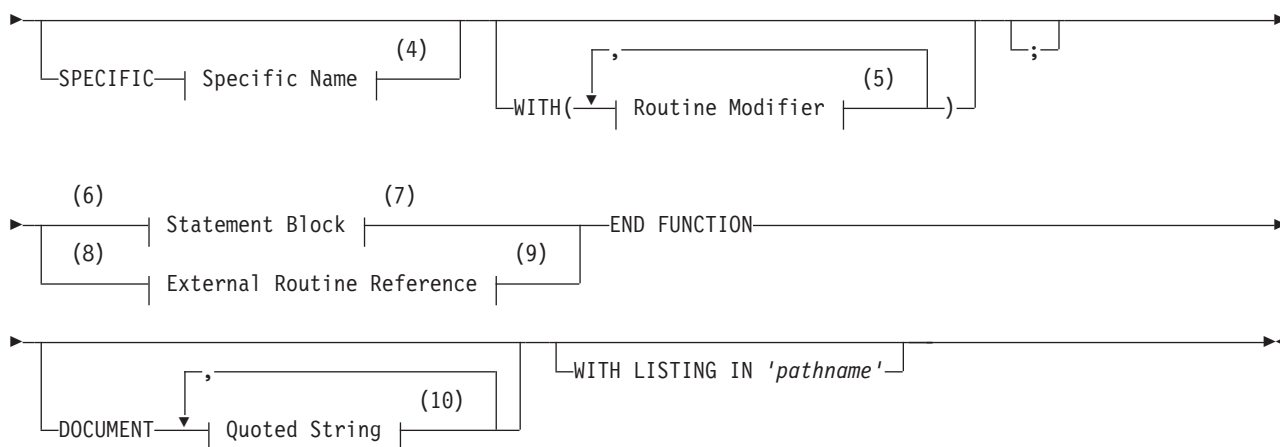 (4)
SPECIFIC Specific Name
, (5) ;
WITH( Routine Modifier )
(6) (7)
Statement Block END FUNCTION
(8) (9)
External Routine Reference
, (10)
DOCUMENT Quoted String
WITH LISTING IN 'pathname'